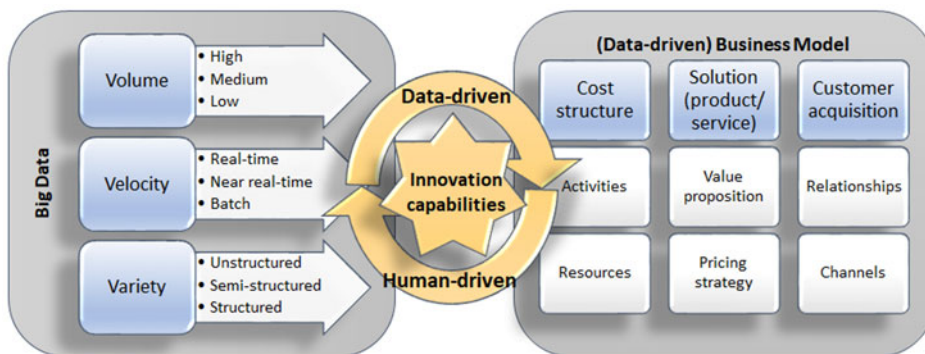 Big Data
Volume
• High
• Medium
• Low
Velocity
• Real-time
• Near real-time
• Batch
Variety
• Unstructured
• Semi-structured
• Structured
Data-driven
Innovation
capabilities
Human-driven
(Data-driven) Business Model
Cost
structure
Solution
(product/
service)
Customer
acquisition
Activities
Value
proposition
Relationships
Resources
Pricing
strategy
Channels